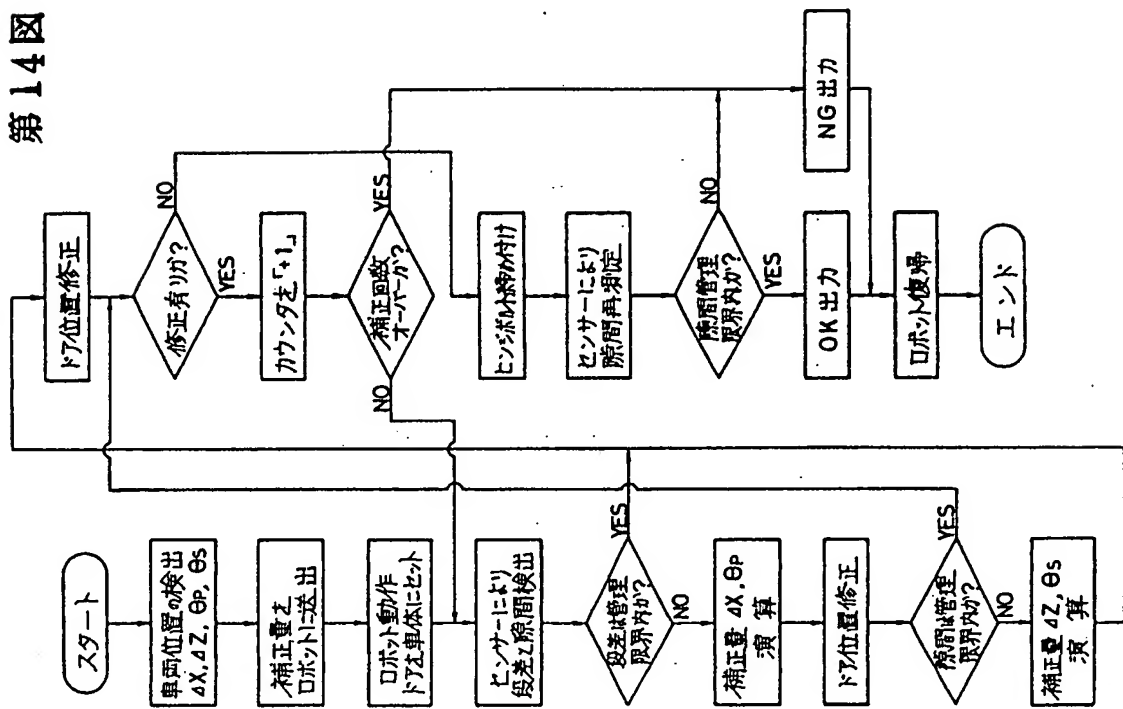 第14図
スタート
車両位置の検出
ΔX, ΔZ, θP, θS
補正量を
ロボットに送出
ロボット動作
ドアを車体にセット
センサーにより
段差と隙間検出
段差は管理
限界内か?
YES
NO
補正量 ΔX, θP
演算
ドア位置修正
隙間は管理
限界内か?
YES
NO
補正量 ΔZ, θS
演算
ドア位置修正
修正有りか?
NO
YES
カウンタを「+1」
補正回数
オーバーか?
YES
NO
ヒンジボルト締め付け
センサーにより
隙間再測定
隙間管理
限界内か?
NO
YES
OK出力
NG出力
ロボット復帰
エンド